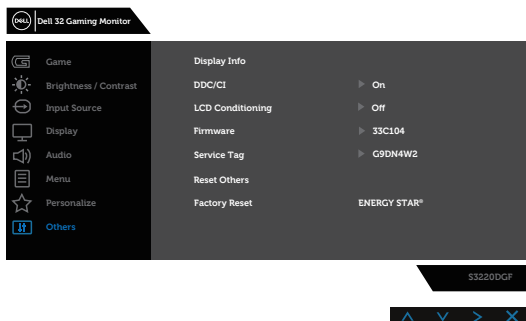 DELL Dell 32 Gaming Monitor
Game
Brightness / Contrast
Input Source
Display
Audio
Menu
Personalize
Others
Display Info
DDC/CI On
LCD Conditioning Off
Firmware 33C104
Service Tag G9DN4W2
Reset Others
Factory Reset ENERGY STAR®
S3220DGF